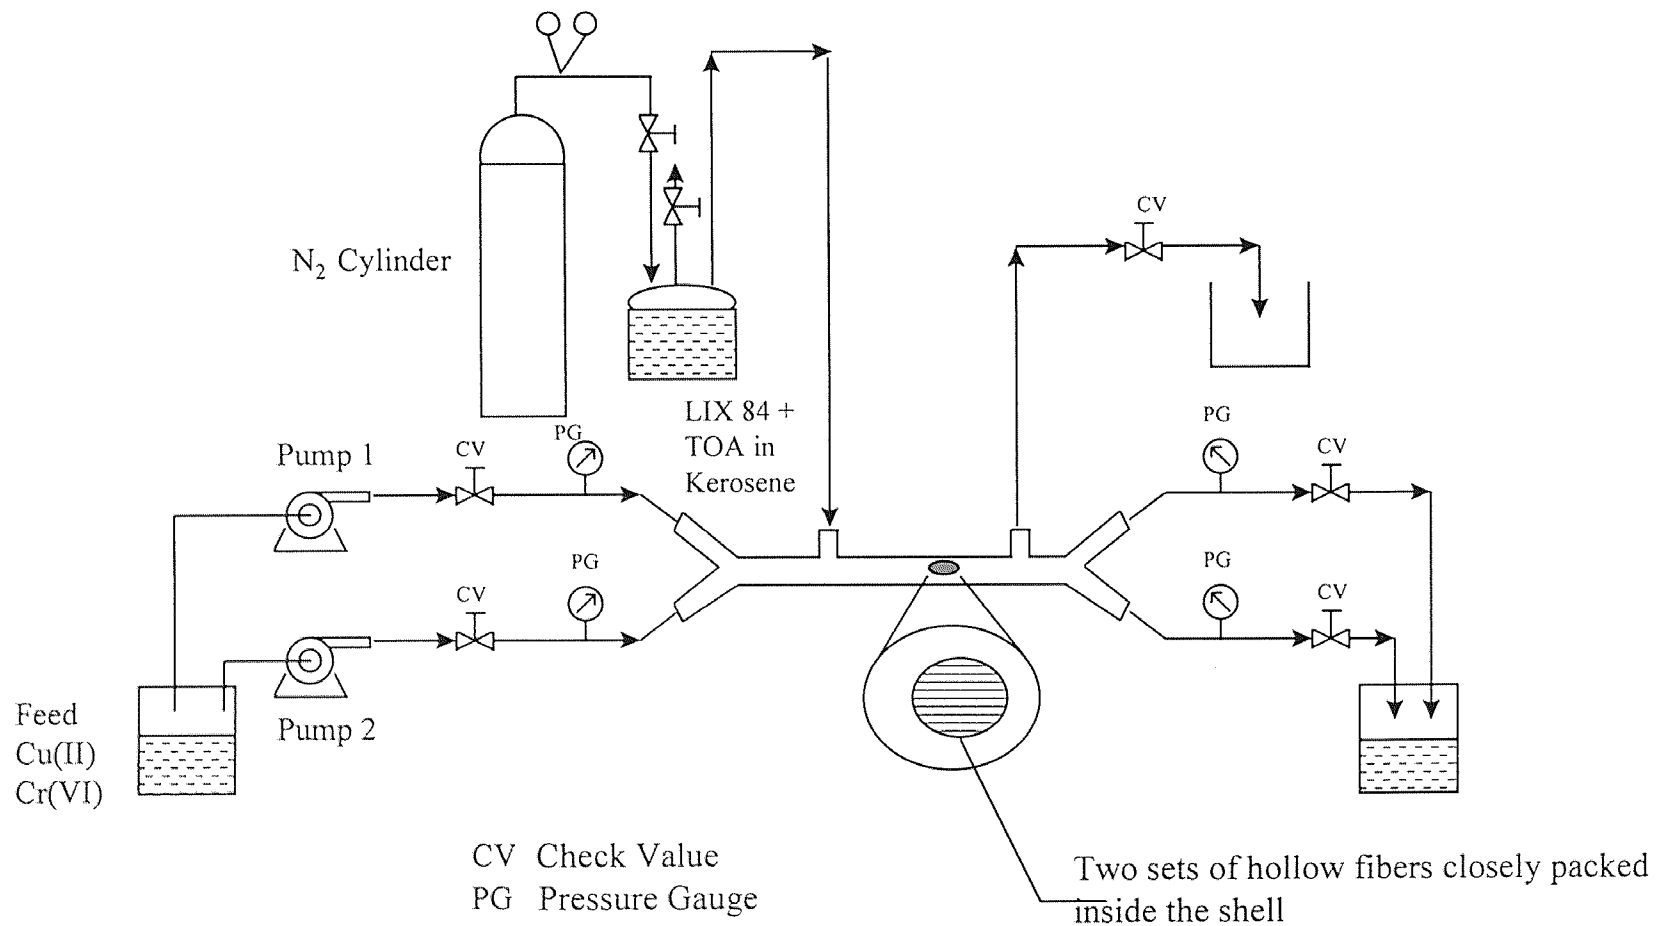 CV
N₂ Cylinder
LIX 84 +
TOA in
Kerosene
PG
PG
CV
CV
Pump 1
CV
PG
PG
CV
CV
Pump 2
Feed
Cu(II)
Cr(VI)
CV Check Value
PG Pressure Gauge
Two sets of hollow fibers closely packed
inside the shell